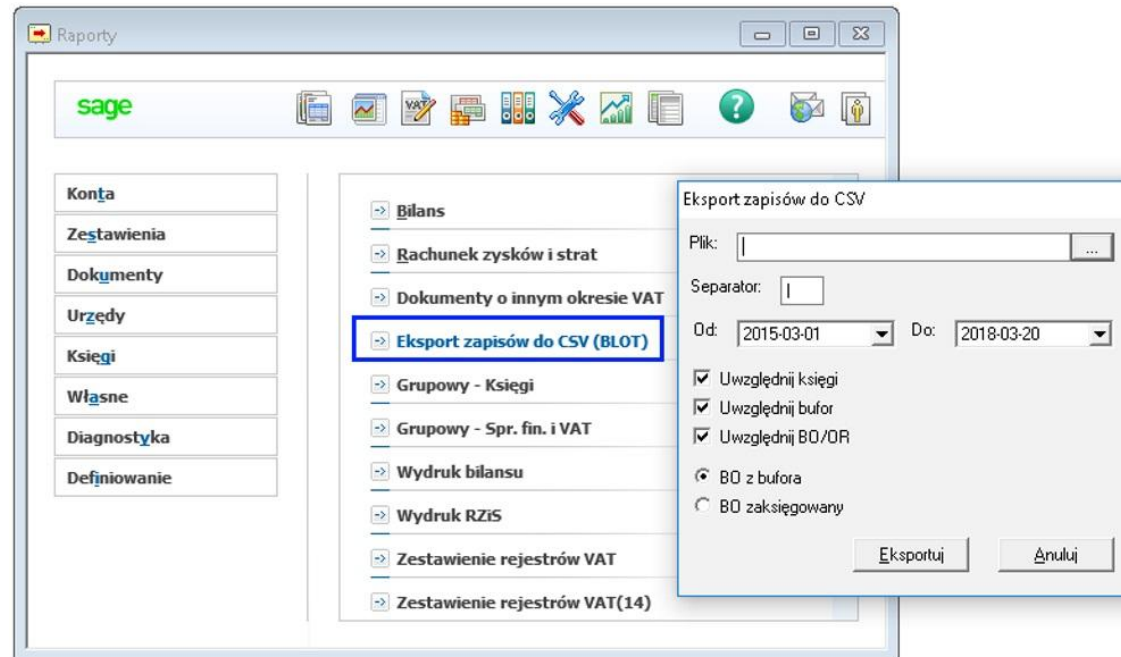 Raporty
sage
VAT
?
Konta
Zestawienia
Dokumenty
Urzędy
Księgi
Własne
Diagnostyka
Definiowanie
Bilans
Rachunek zysków i strat
Dokumenty o innym okresie VAT
Eksport zapisów do CSV (BLOT)
Grupowy - Księgi
Grupowy - Spr. fin. i VAT
Wydruk bilansu
Wydruk RZiS
Zestawienie rejestrów VAT
Zestawienie rejestrów VAT(14)
Eksport zapisów do CSV
Plik: ...
Separator:
Od: 2015-03-01 Do: 2018-03-20
Uwzględnij księgi
Uwzględnij bufor
Uwzględnij BO/OR
BO z bufora
BO zaksięgowany
Eksportuj Anuluj